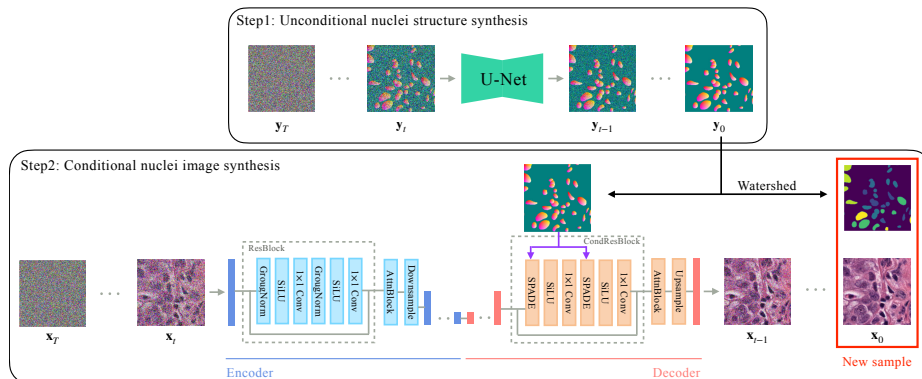 Step1: Unconditional nuclei structure synthesis
U-Net
y_T
y_t
y_{t−1}
y_0
Step2: Conditional nuclei image synthesis
Watershed
ResBlock
GrougNorm
SiLU
1×1 Conv
GrougNorm
SiLU
1×1 Conv
AttnBlock
Downsample
CondResBlock
SPADE
SiLU
1×1 Conv
SPADE
SiLU
1×1 Conv
AttnBlock
Upsample
x_T
x_t
x_{t−1}
x_0
Encoder
Decoder
New sample